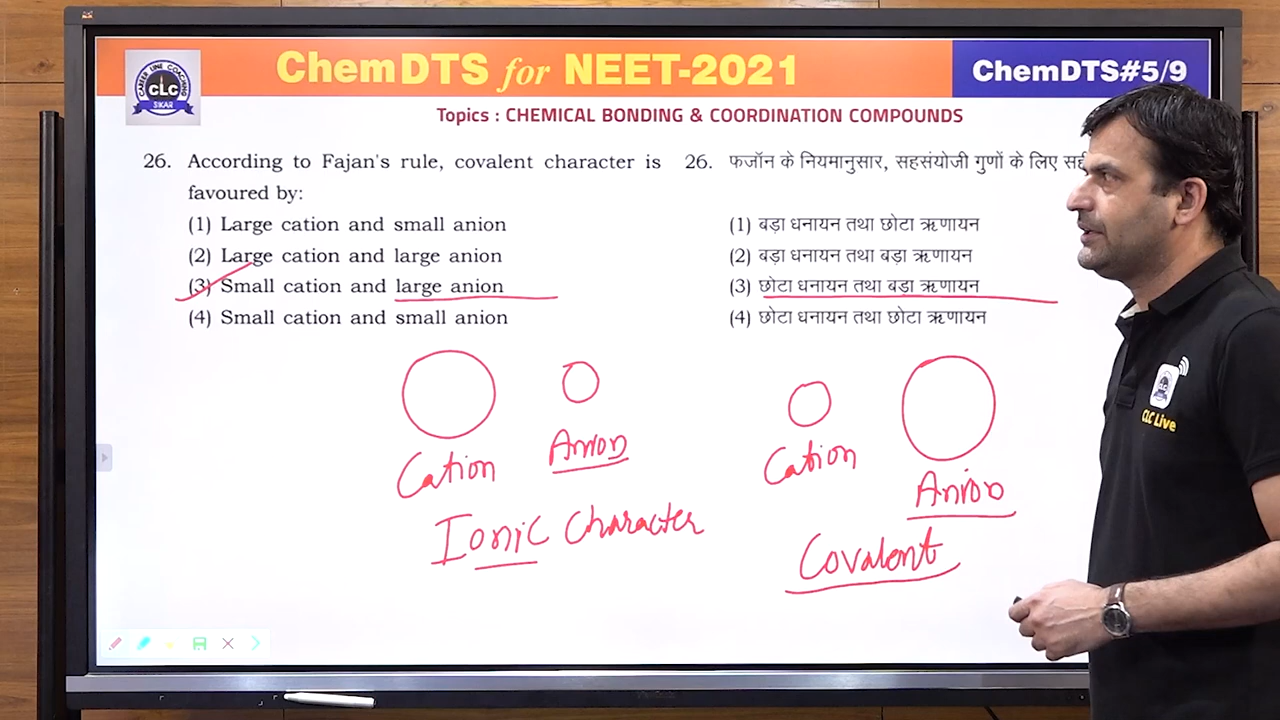 ChemDTS for NEET-2021
ChemDTS#5/9
CAREER LINE COACHING
CLC
SIKAR
Topics : CHEMICAL BONDING & COORDINATION COMPOUNDS
26. According to Fajan's rule, covalent character is
favoured by:
(1) Large cation and small anion
(2) Large cation and large anion
(3) Small cation and large anion
(4) Small cation and small anion
26. फजॉन के नियमानुसार, सहसंयोजी गुणों के लिए
(1) बड़ा धनायन तथा छोटा ऋणायन
(2) बड़ा धनायन तथा बड़ा ऋणायन
(3) छोटा धनायन तथा बड़ा ऋणायन
(4) छोटा धनायन तथा छोटा ऋणायन
Cation
Anion
Ionic Character
Cation
Anion
Covalent
CLC Live